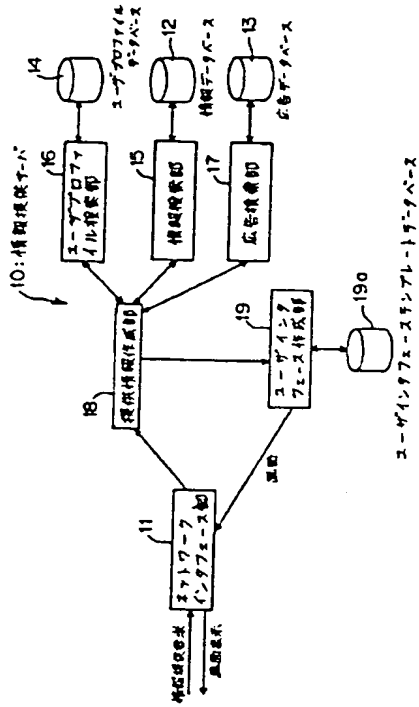 10:情報提供サーバ
14
ユーザプロファイル
データベース
16
ユーザプロファ
イル検索部
12
情報データベース
15
情報検索部
13
広告データベース
17
広告検索部
18
提供情報作成部
19
ユーザインタ
フェース作成部
19a
ユーザインタフェーステンプレートデータベース
画面
11
ネットワーク
インタフェース部
情報提供要求
画面表示